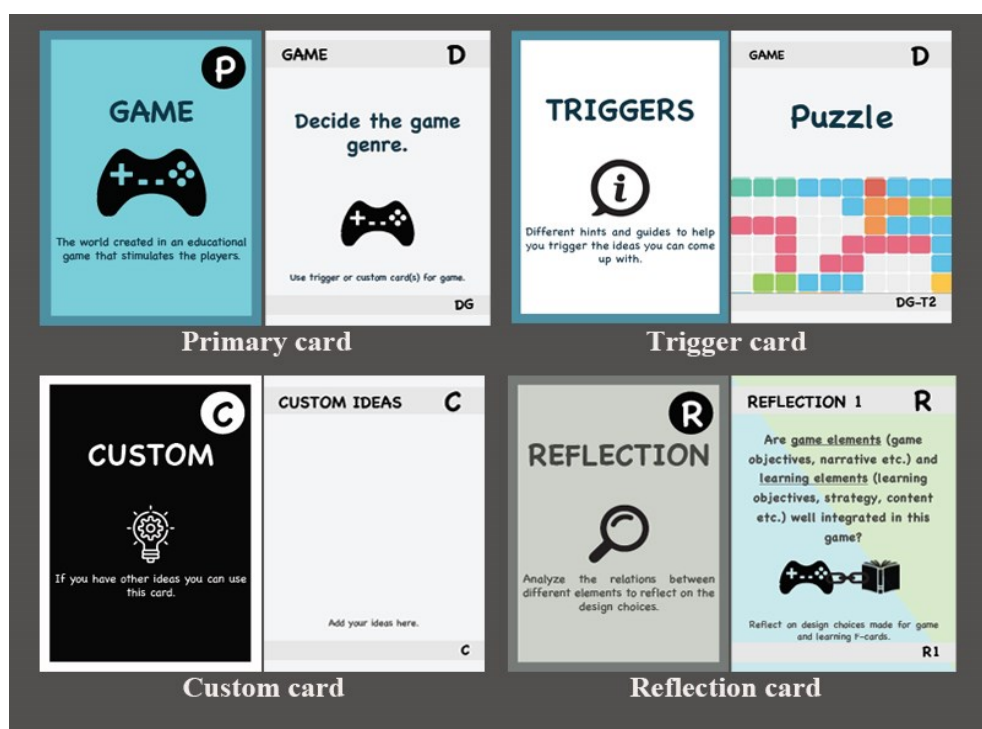 P
GAME
The world created in an educational
game that stimulates the players.
GAME D
Decide the game
genre.
Use trigger or custom card(s) for game.
DG
Primary card
TRIGGERS
i
Different hints and guides to help
you trigger the ideas you can come
up with.
GAME D
Puzzle
DG-T2
Trigger card
C
CUSTOM
If you have other ideas you can use
this card.
CUSTOM IDEAS C
Add your ideas here.
C
Custom card
R
REFLECTION
Analyze the relations between
different elements to reflect on the
design choices.
REFLECTION 1 R
Are game elements (game
objectives, narrative etc.) and
learning elements (learning
objectives, strategy, content
etc.) well integrated in this
game?
Reflect on design choices made for game
and learning F-cards.
R1
Reflection card